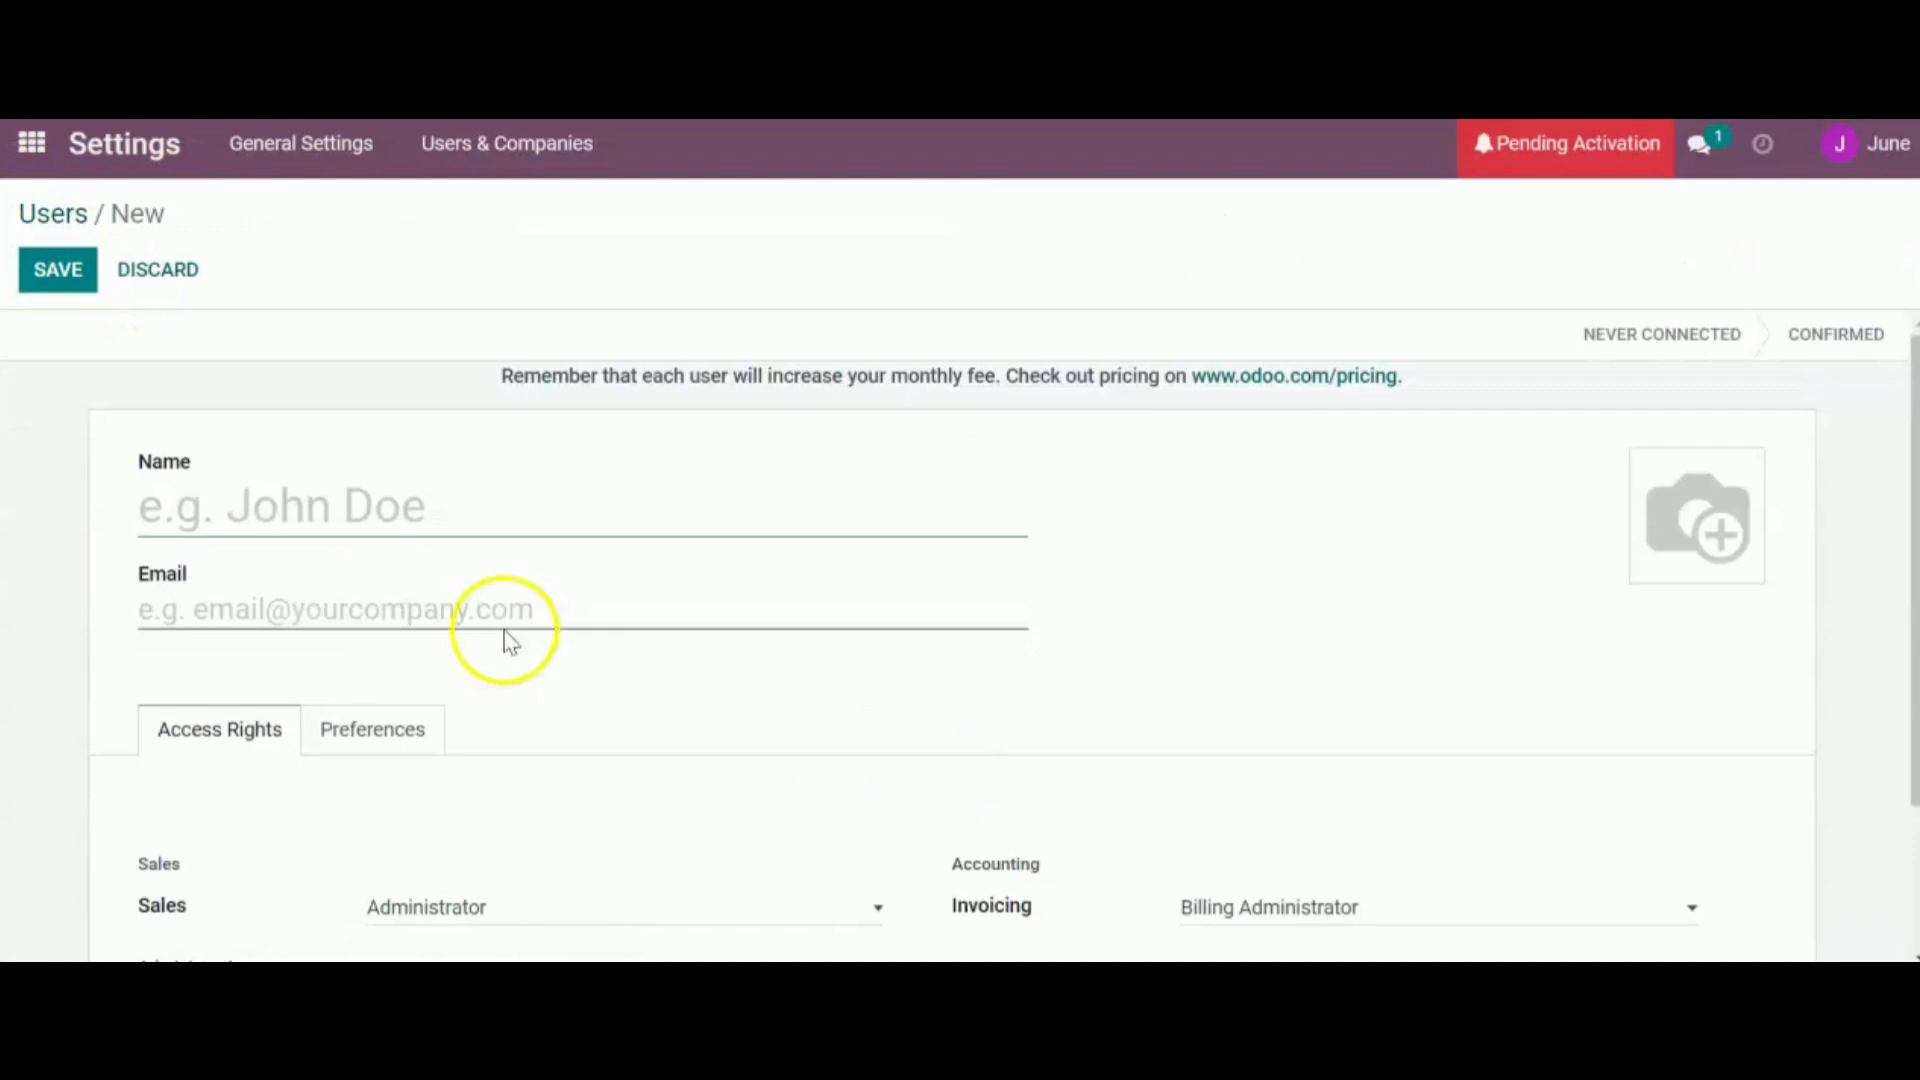 Settings General Settings Users & Companies Pending Activation 1 J June
Users / New
SAVE DISCARD
NEVER CONNECTED CONFIRMED
Remember that each user will increase your monthly fee. Check out pricing on www.odoo.com/pricing.
Name
e.g. John Doe
Email
e.g. email@yourcompany.com
Access Rights Preferences
Sales Accounting
Sales Administrator Invoicing Billing Administrator